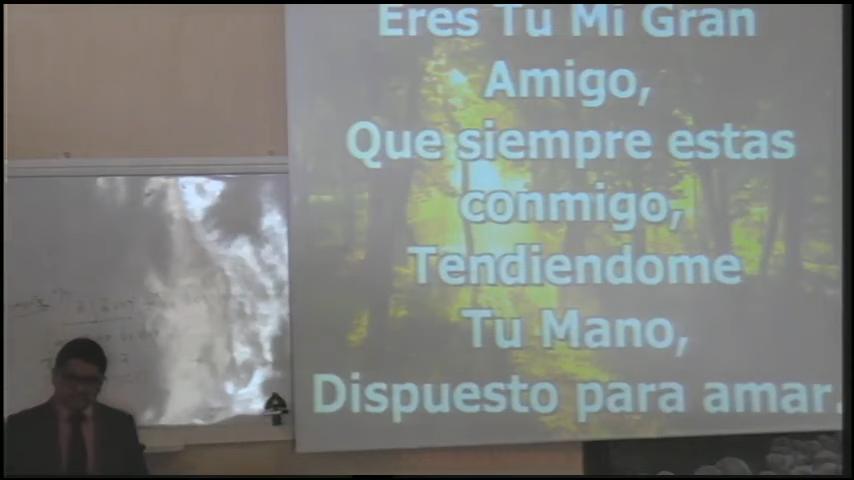 Eres Tu Mi Gran
Amigo,
Que siempre estas
conmigo,
Tendiendome
Tu Mano,
Dispuesto para amar.